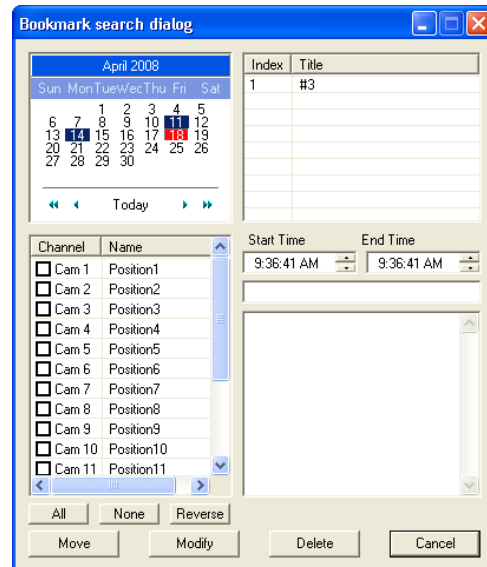 Bookmark search dialog
April 2008
Sun MonTueWecThu Fri Sat
1 2 3 4 5
6 7 8 9 10 11 12
13 14 15 16 17 18 19
20 21 22 23 24 25 26
27 28 29 30
Today
Index Title
1 #3
Channel Name
Cam 1 Position1
Cam 2 Position2
Cam 3 Position3
Cam 4 Position4
Cam 5 Position5
Cam 6 Position6
Cam 7 Position7
Cam 8 Position8
Cam 9 Position9
Cam 10 Position10
Cam 11 Position11
Start Time End Time
9:36:41 AM 9:36:41 AM
All None Reverse
Move Modify Delete Cancel